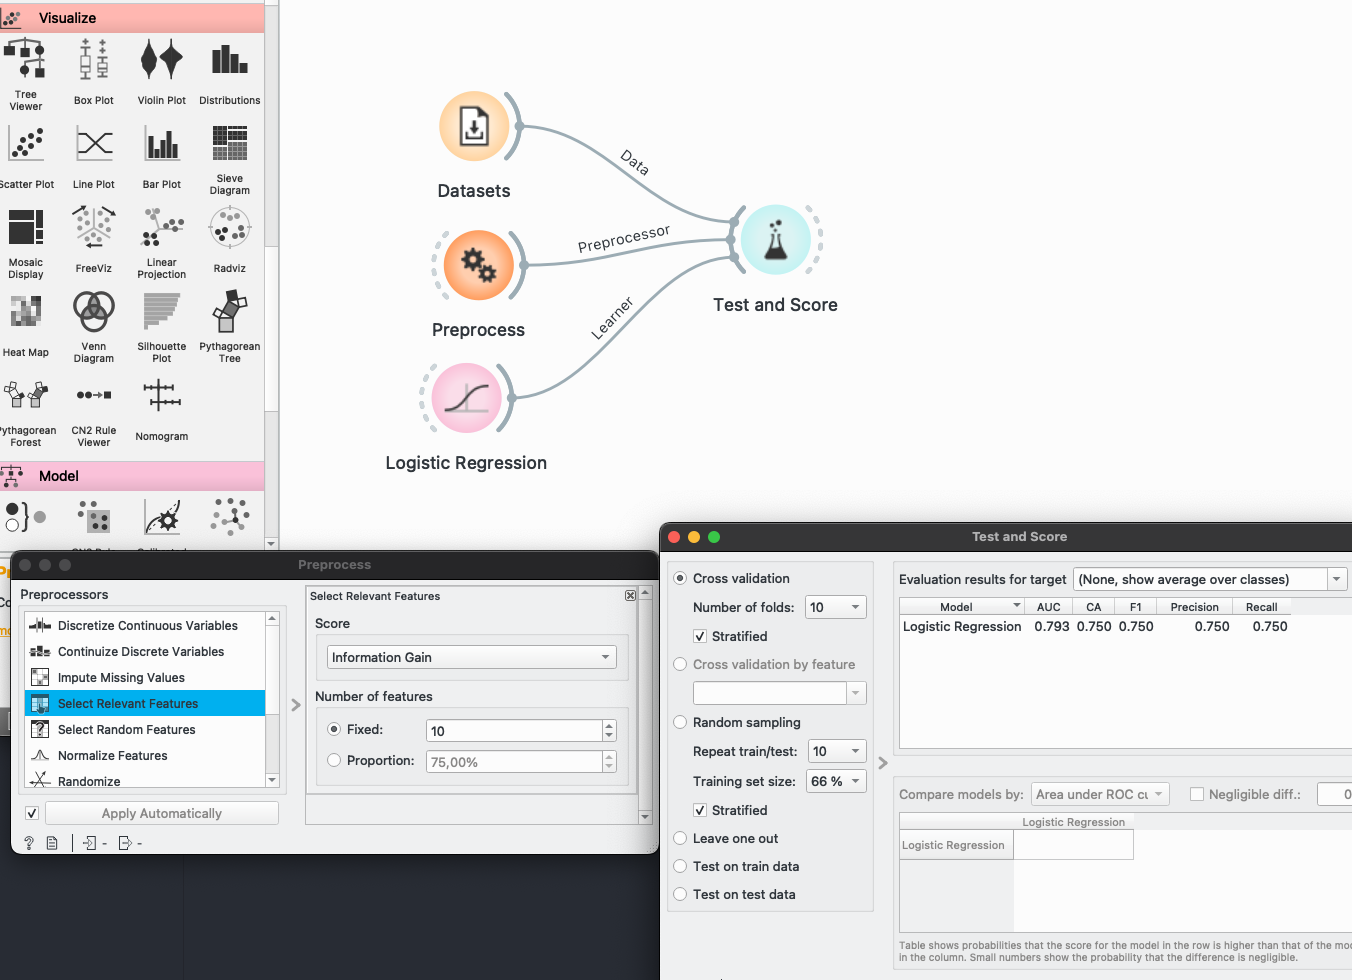 Visualize
Tree Viewer
Box Plot
Violin Plot
Distributions
Scatter Plot
Line Plot
Bar Plot
Sieve Diagram
Mosaic Display
FreeViz
Linear Projection
Radviz
Heat Map
Venn Diagram
Silhouette Plot
Pythagorean Tree
Pythagorean Forest
CN2 Rule Viewer
Nomogram
Model
Datasets
Data
Preprocess
Preprocessor
Logistic Regression
Learner
Test and Score
Preprocess
Preprocessors
Discretize Continuous Variables
Continuize Discrete Variables
Impute Missing Values
Select Relevant Features
Select Random Features
Normalize Features
Randomize
Apply Automatically
? - -
Select Relevant Features
Score
Information Gain
Number of features
Fixed: 10
Proportion: 75,00%
Test and Score
Cross validation
Number of folds: 10
Stratified
Cross validation by feature
Random sampling
Repeat train/test: 10
Training set size: 66 %
Stratified
Leave one out
Test on train data
Test on test data
Evaluation results for target (None, show average over classes)
Model AUC CA F1 Precision Recall
Logistic Regression 0.793 0.750 0.750 0.750 0.750
Compare models by: Area under ROC cu Negligible diff.: 0
Logistic Regression
Logistic Regression
Table shows probabilities that the score for the model in the row is higher than that of the mo
in the column. Small numbers show the probability that the difference is negligible.